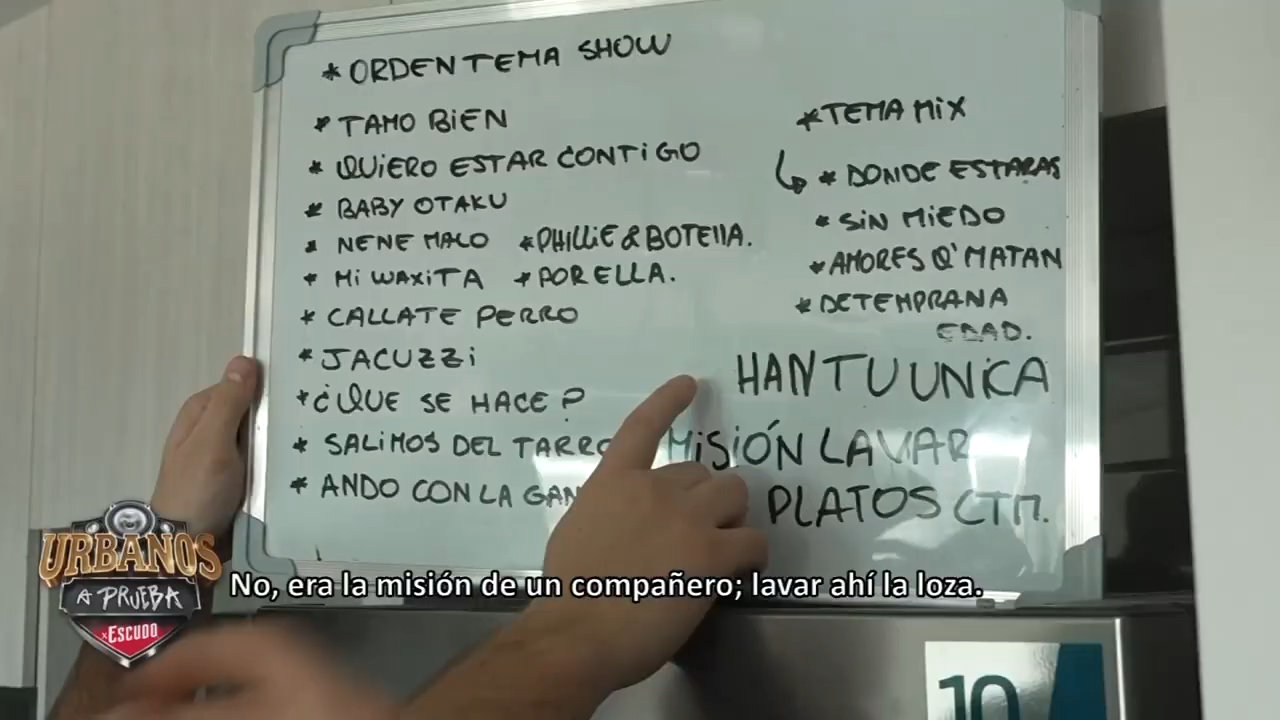 * ORDEN TEMA SHOW
* TAMO BiEN
* QUiERO ESTAR CONTiGO
* BABY OTAKU
* NENE MALO * PHiLLiE & BOTEllA.
* Mi WAXiTA * POR ELLA.
* CALLATE PERRO
* JACUZZi
* ¿QUE SE HACE?
* SALIMOS DEL TARRO
* ANDO CON LA GAN
* TEMA MiX
* DONDE ESTARAS
* SiN MiEDO
* AMORES Q' MATAN
* DE TEMPRANA
EDAD.
HAN TU UNiCA
MiSiÓN LAVAR
PLATOS CTM.
URBANOS
A PRUEBA
x ESCUDO
No, era la misión de un compañero; lavar ahí la loza.
10